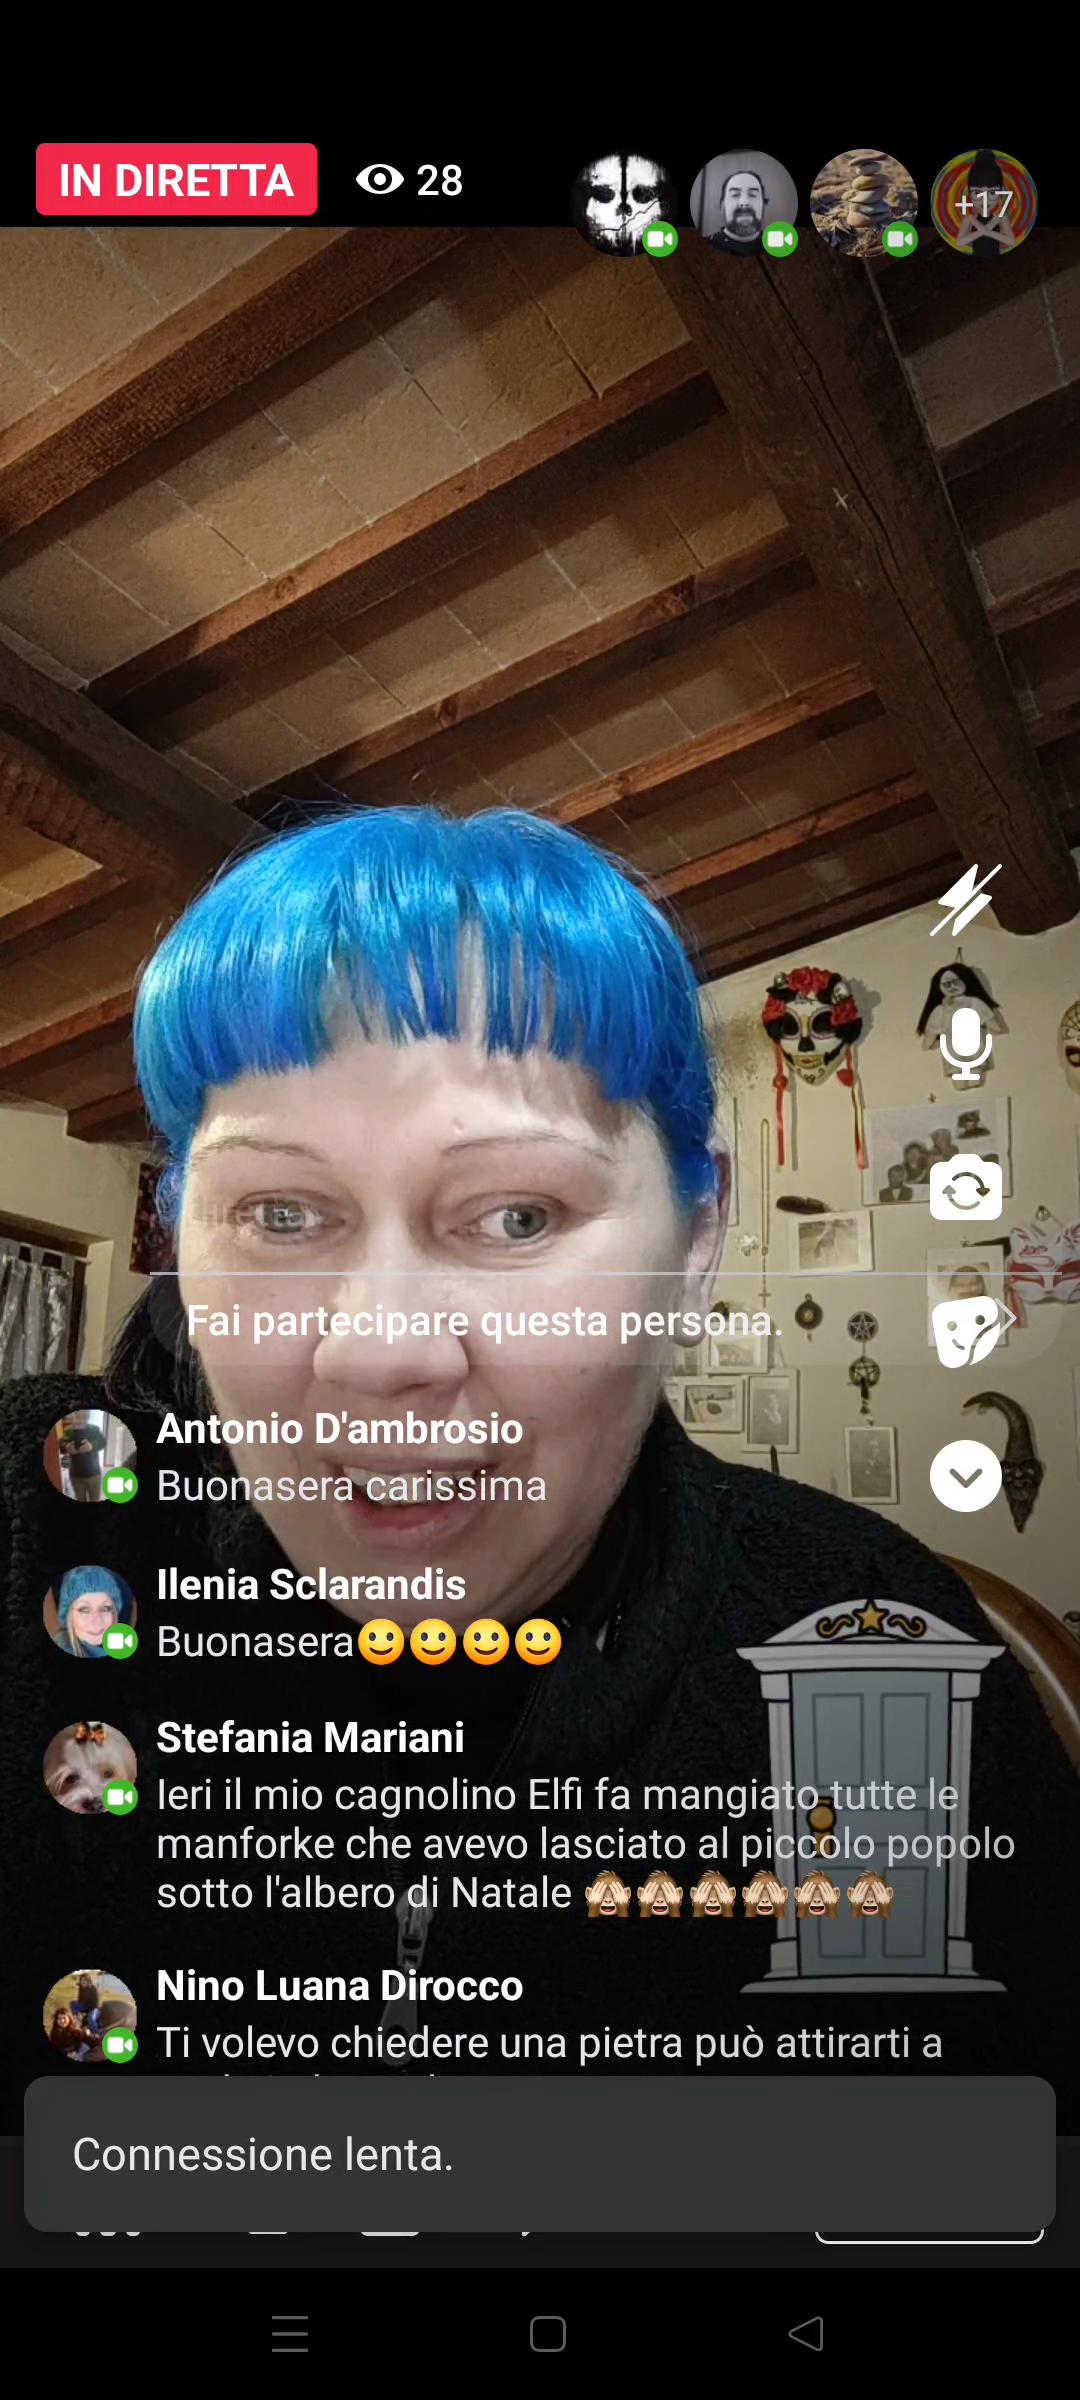 IN DIRETTA
28
+17
Fai partecipare questa persona.
Antonio D'ambrosio
Buonasera carissima
Ilenia Sclarandis
Buonasera🙂🙂🙂🙂
Stefania Mariani
Ieri il mio cagnolino Elfi fa mangiato tutte le
manforke che avevo lasciato al piccolo popolo
sotto l'albero di Natale 🙈🙈🙈🙈🙈🙈
Nino Luana Dirocco
Ti volevo chiedere una pietra può attirarti a
Connessione lenta.